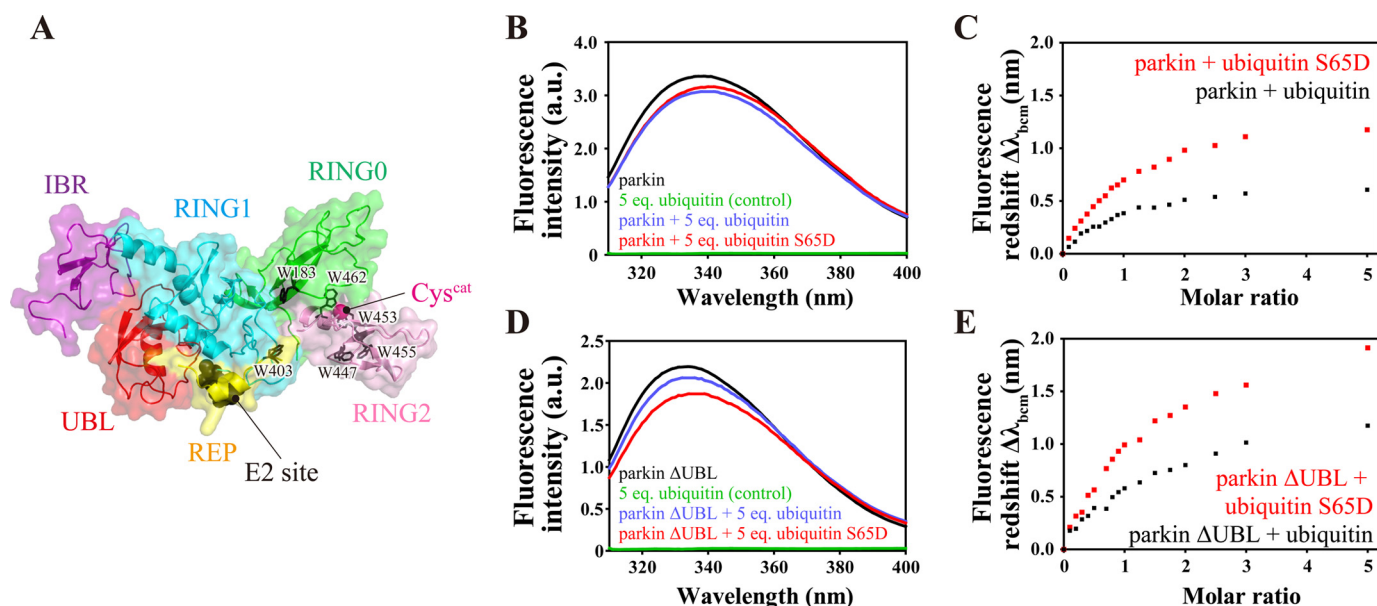 A
IBR
RING1
RING0
W183
W462
Cys^cat
W453
W455
W403
W447
UBL
REP
RING2
E2 site
B
Fluorescence
intensity (a.u.)
4.0
3.0
2.0
1.0
0
parkin
5 eq. ubiquitin (control)
parkin + 5 eq. ubiquitin
parkin + 5 eq. ubiquitin S65D
320
340
360
380
400
Wavelength (nm)
C
Fluorescence
redshift Δλbcm(nm)
2.0
1.5
1.0
0.5
0.0
parkin + ubiquitin S65D
parkin + ubiquitin
0
1
2
3
4
5
Molar ratio
D
Fluorescence
intensity (a.u.)
2.5
2.0
1.5
1.0
0.5
0
parkin ΔUBL
5 eq. ubiquitin (control)
parkin ΔUBL + 5 eq. ubiquitin
parkin ΔUBL + 5 eq. ubiquitin S65D
320
340
360
380
400
Wavelength (nm)
E
Fluorescence
redshift Δλbcm(nm)
2.0
1.5
1.0
0.5
0.0
parkin ΔUBL +
ubiquitin S65D
parkin ΔUBL + ubiquitin
0
1
2
3
4
5
Molar ratio